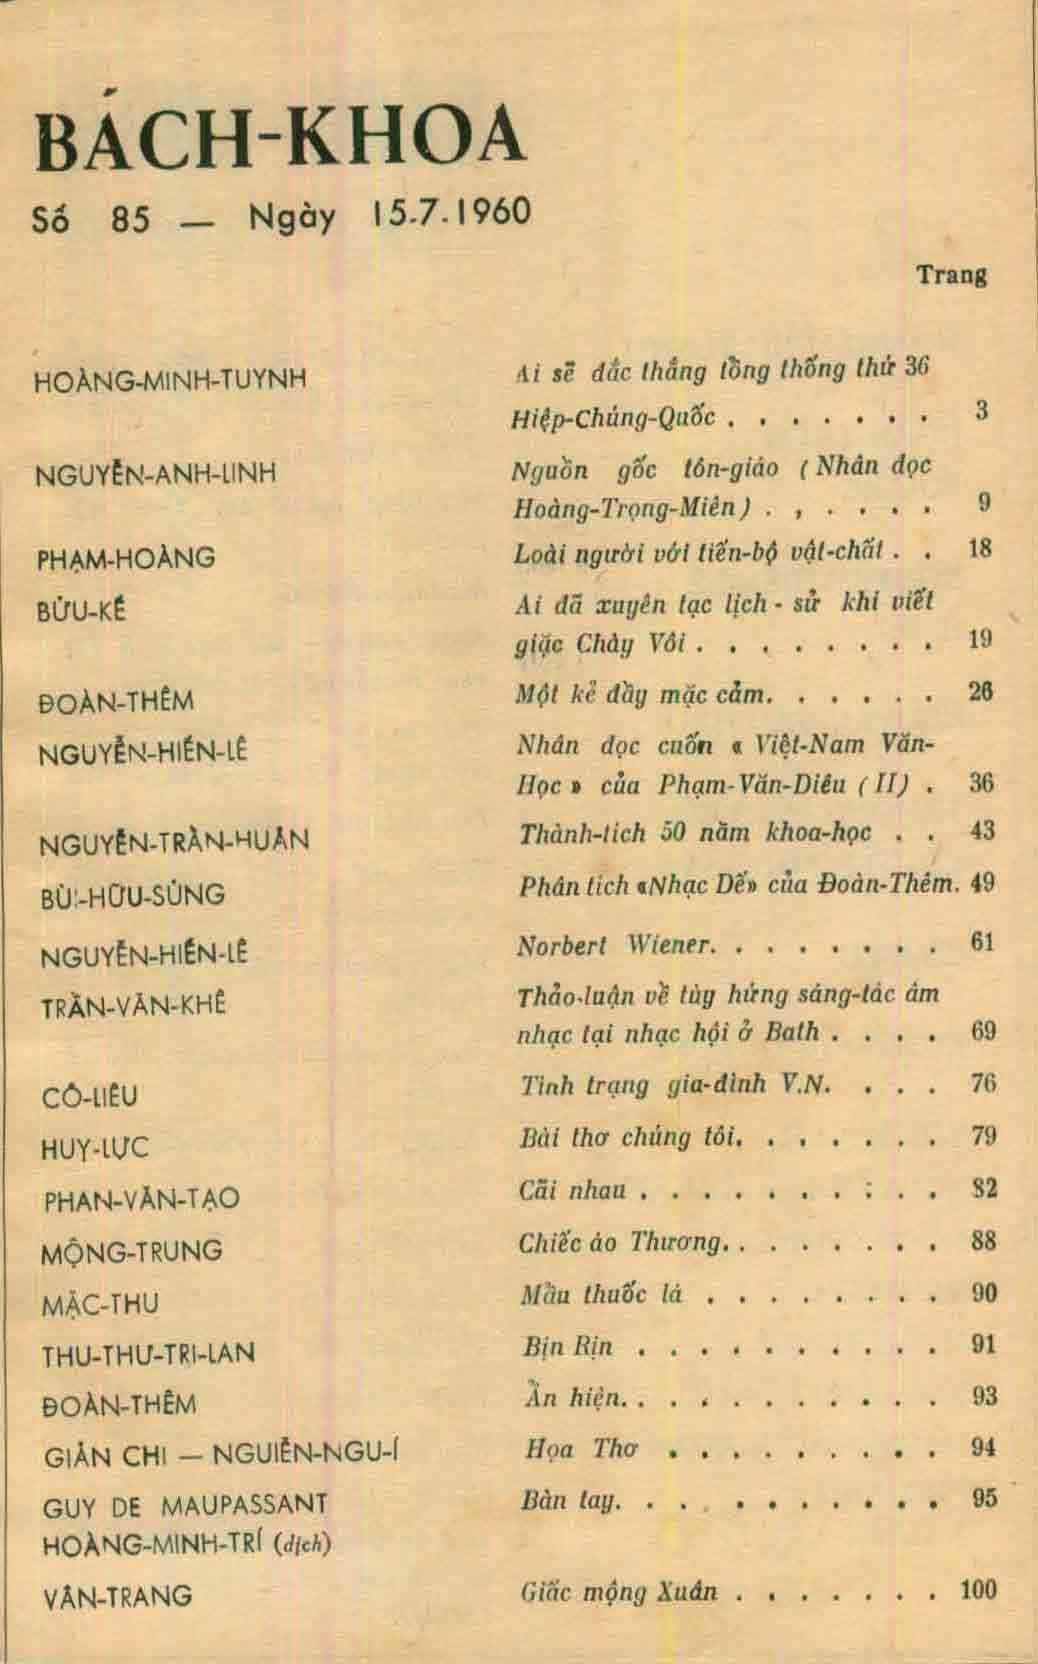 BÁCH-KHOA
Số 85 — Ngày 15.7.1960
Trang
HOÀNG-MINH-TUYNH Ai sẽ đắc thắng tổng thống thứ 36
Hiệp-Chúng-Quốc . . . . . . . 3
NGUYỄN-ANH-LINH Nguồn gốc tôn-giáo ( Nhân đọc
Hoàng-Trọng-Miên ) . , . . . . . 9
PHẠM-HOÀNG Loài người với tiến-bộ vật-chất . . 18
BỬU-KẾ Ai đã xuyên tạc lịch - sử khi viết
giặc Chày Vôi . . . . . . . . 19
ĐOÀN-THÊM Một kẻ đầy mặc cảm. . . . . . 26
NGUYỄN-HIẾN-LÊ Nhân đọc cuốn « Việt-Nam Văn-
Học » của Phạm-Văn-Diêu ( II ) . 36
NGUYỄN-TRẦN-HUÂN Thành-tích 50 năm khoa-học . . 43
BÙI-HỮU-SỦNG Phân tích «Nhạc Dế» của Đoàn-Thêm. 49
NGUYỄN-HIẾN-LÊ Norbert Wiener. . . . . . . . 61
TRẦN-VĂN-KHÊ Thảo-luận về tùy hứng sáng-tác âm
nhạc tại nhạc hội ở Bath . . . . 69
CÔ-LIÊU Tình trạng gia-đình V.N. . . . 76
HUY-LỰC Bài thơ chúng tôi. . . . . . . 79
PHAN-VĂN-TẠO Cãi nhau . . . . . . . : . . 82
MỘNG-TRUNG Chiếc áo Thương. . . . . . . . 88
MẶC-THU Mầu thuốc lá . . . . . . . . 90
THU-THƯ-TRI-LAN Bịn Rịn . . . . . . . . . . 91
ĐOÀN-THÊM Ẩn hiện. . . . . . . . . . . 93
GIẢN CHI — NGUIỄN-NGU-Í Họa Thơ . . . . . . . . . 94
GUY DE MAUPASSANT Bàn tay. . . . . . . . . . . 95
HOÀNG-MINH-TRÍ (dịch)
VÂN-TRANG Giấc mộng Xuân . . . . . . . 100